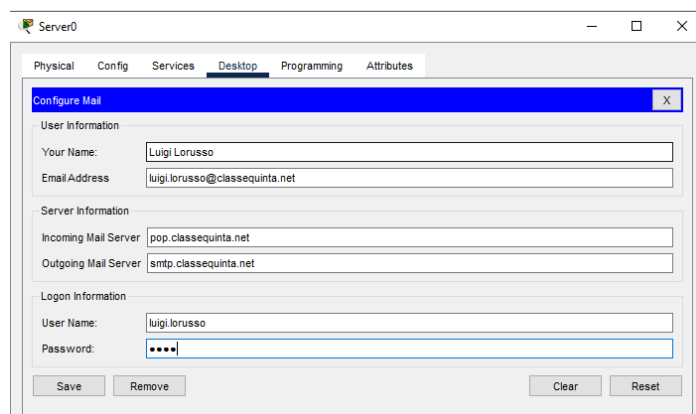 Server0
Physical Config Services Desktop Programming Attributes
Configure Mail X
User Information
Your Name: Luigi Lorusso
Email Address luigi.lorusso@classequinta.net
Server Information
Incoming Mail Server pop.classequinta.net
Outgoing Mail Server smtp.classequinta.net
Logon Information
User Name: luigi.lorusso
Password: ••••
Save Remove Clear Reset